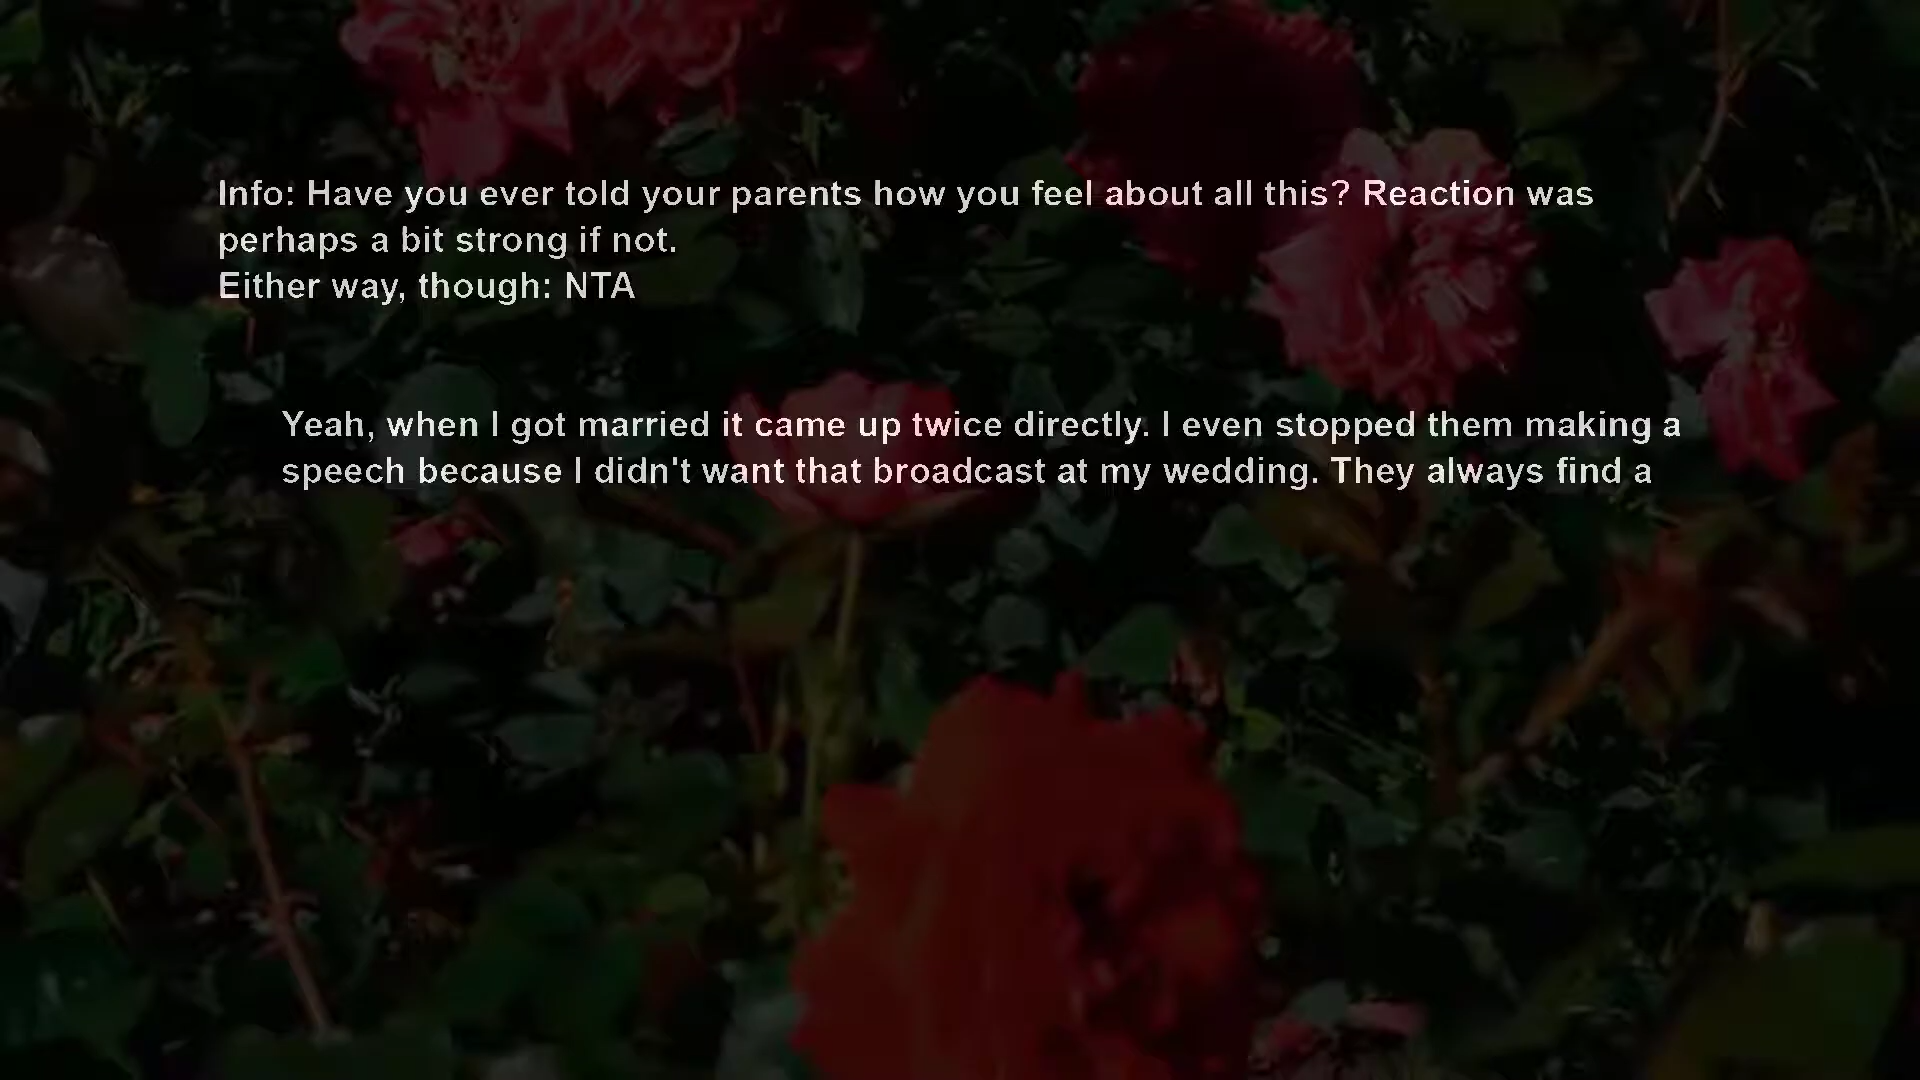 Info: Have you ever told your parents how you feel about all this? Reaction was
perhaps a bit strong if not.
Either way, though: NTA
Yeah, when I got married it came up twice directly. I even stopped them making a
speech because I didn't want that broadcast at my wedding. They always find a